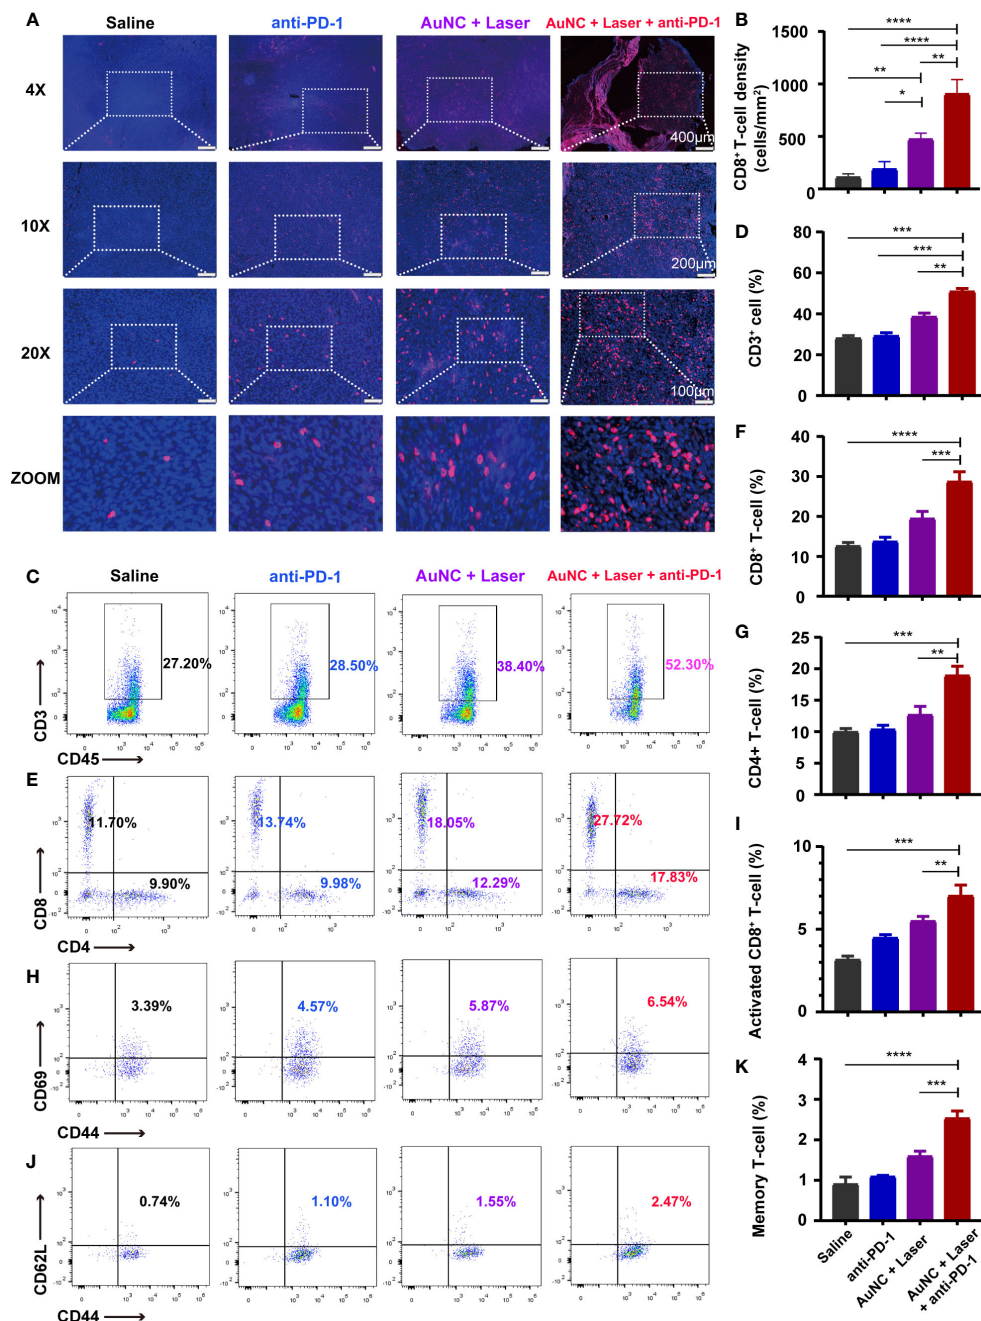 A
Saline
anti-PD-1
AuNC + Laser
AuNC + Laser + anti-PD-1
4X
400μm
10X
200μm
20X
100μm
ZOOM
B
****
****
**
**
*
1500
1000
500
0
CD8+ T-cell density
(cells/mm²)
D
***
***
**
80
60
40
20
0
CD3+ cell (%)
F
****
***
40
30
20
10
0
CD8+ T-cell (%)
G
***
**
25
20
15
10
5
0
CD4+ T-cell (%)
I
***
**
10
5
0
Activated CD8+ T-cell (%)
K
****
***
4
3
2
1
0
Memory T-cell (%)
Saline
anti-PD-1
AuNC + Laser
AuNC + Laser
+ anti-PD-1
C
Saline
anti-PD-1
AuNC + Laser
AuNC + Laser + anti-PD-1
27.20%
28.50%
38.40%
52.30%
CD3
CD45
E
11.70%
13.74%
18.05%
27.72%
9.90%
9.98%
12.29%
17.83%
CD8
CD4
H
3.39%
4.57%
5.87%
6.54%
CD69
CD44
J
0.74%
1.10%
1.55%
2.47%
CD62L
CD44